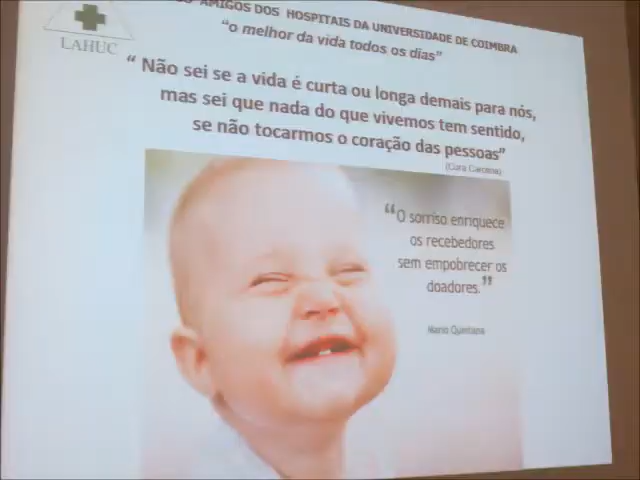 AMIGOS DOS HOSPITAIS DA UNIVERSIDADE DE COIMBRA
"o melhor da vida todos os dias"
LAHUC
" Não sei se a vida é curta ou longa demais para nós,
mas sei que nada do que vivemos tem sentido,
se não tocarmos o coração das pessoas"
"O sorriso enriquece
os recebedores
sem empobrecer os
doadores."
Mario Quintana